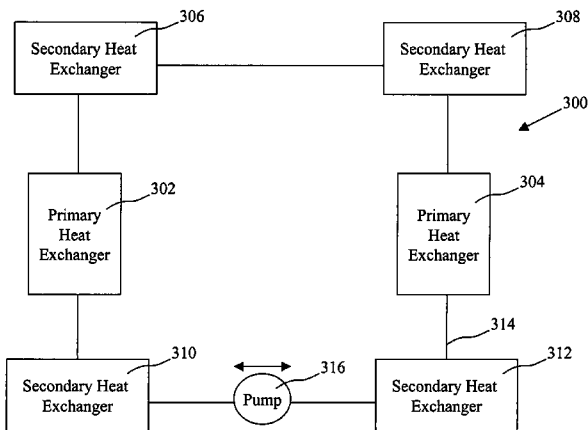 306
Secondary Heat
Exchanger
308
Secondary Heat
Exchanger
300
302
Primary
Heat
Exchanger
304
Primary
Heat
Exchanger
314
310
Secondary Heat
Exchanger
316
Pump
312
Secondary Heat
Exchanger